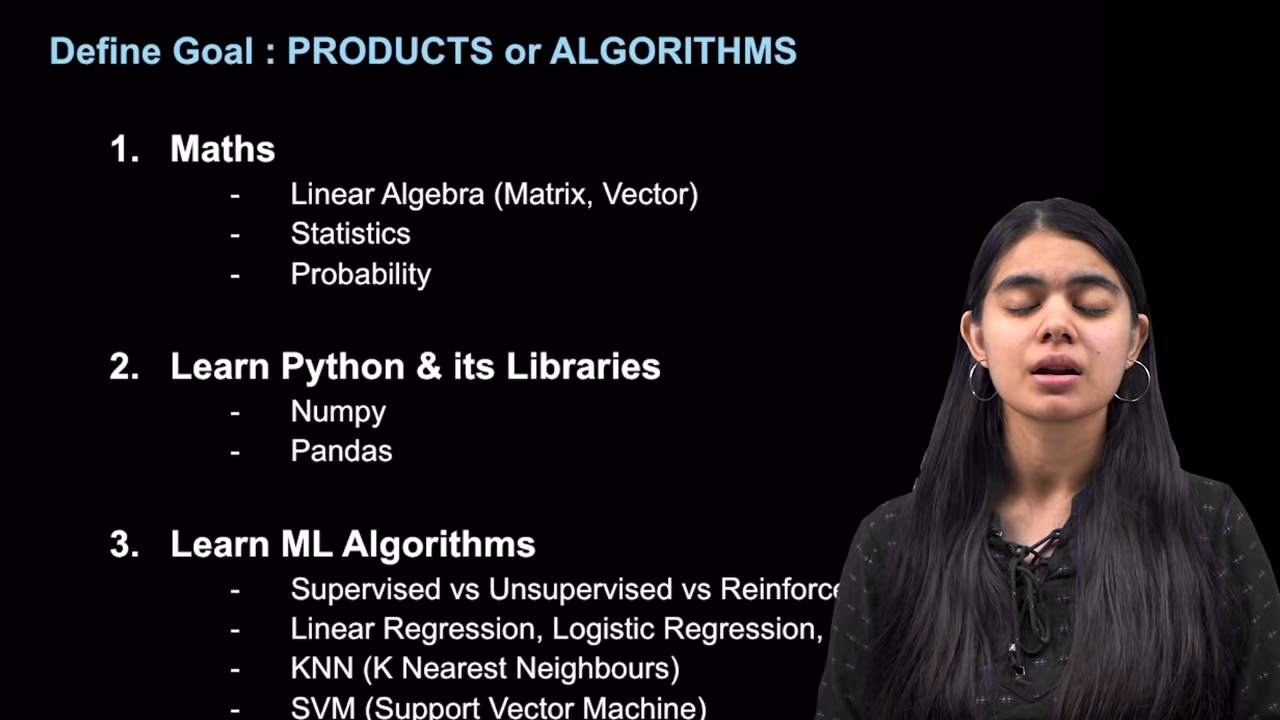 Define Goal : PRODUCTS or ALGORITHMS
1. Maths
- Linear Algebra (Matrix, Vector)
- Statistics
- Probability
2. Learn Python & its Libraries
- Numpy
- Pandas
3. Learn ML Algorithms
- Supervised vs Unsupervised vs
- Linear Regression, Logistic Regression,
- KNN (K Nearest Neighbours)
- SVM (Support Vector Machine)